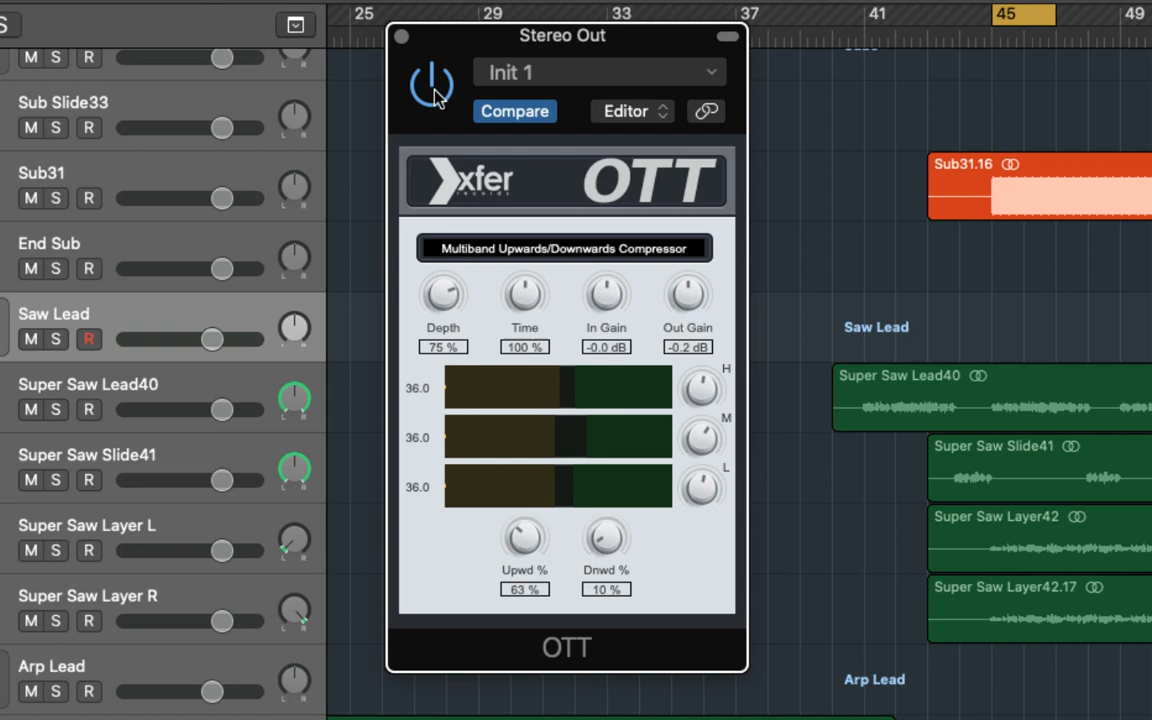 S
25 29 33 37 41 45 49
M S R
L R
Stereo Out
Init 1
Compare Editor
xfer
records
OTT
Multiband Upwards/Downwards Compressor
Depth Time In Gain Out Gain
75 % 100 % -0.0 dB -0.2 dB
36.0 H
36.0 M
36.0 L
Upwd % Dnwd %
63 % 10 %
OTT
Sub Slide33
M S R
L R
Sub31
M S R
L R
Sub31.16
End Sub
M S R
L R
Saw Lead
M S R
L R
Saw Lead
Super Saw Lead40
M S R
L R
Super Saw Lead40
Super Saw Slide41
M S R
L R
Super Saw Slide41
Super Saw Layer L
M S R
L R
Super Saw Layer42
Super Saw Layer R
M S R
L R
Super Saw Layer42.17
Arp Lead
M S R
L R
Arp Lead